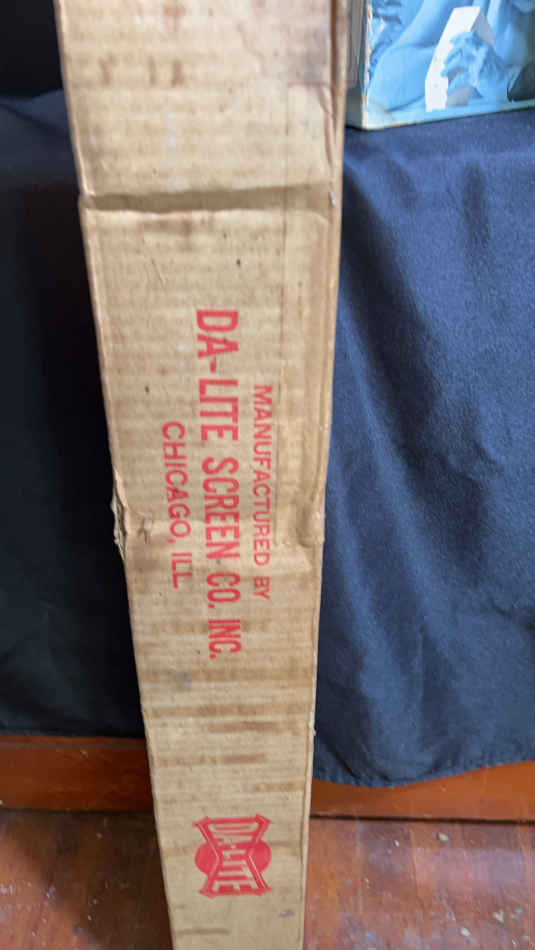 MANUFACTURED BY
DA-LITE SCREEN CO. INC.
CHICAGO, ILL
DA-LITE